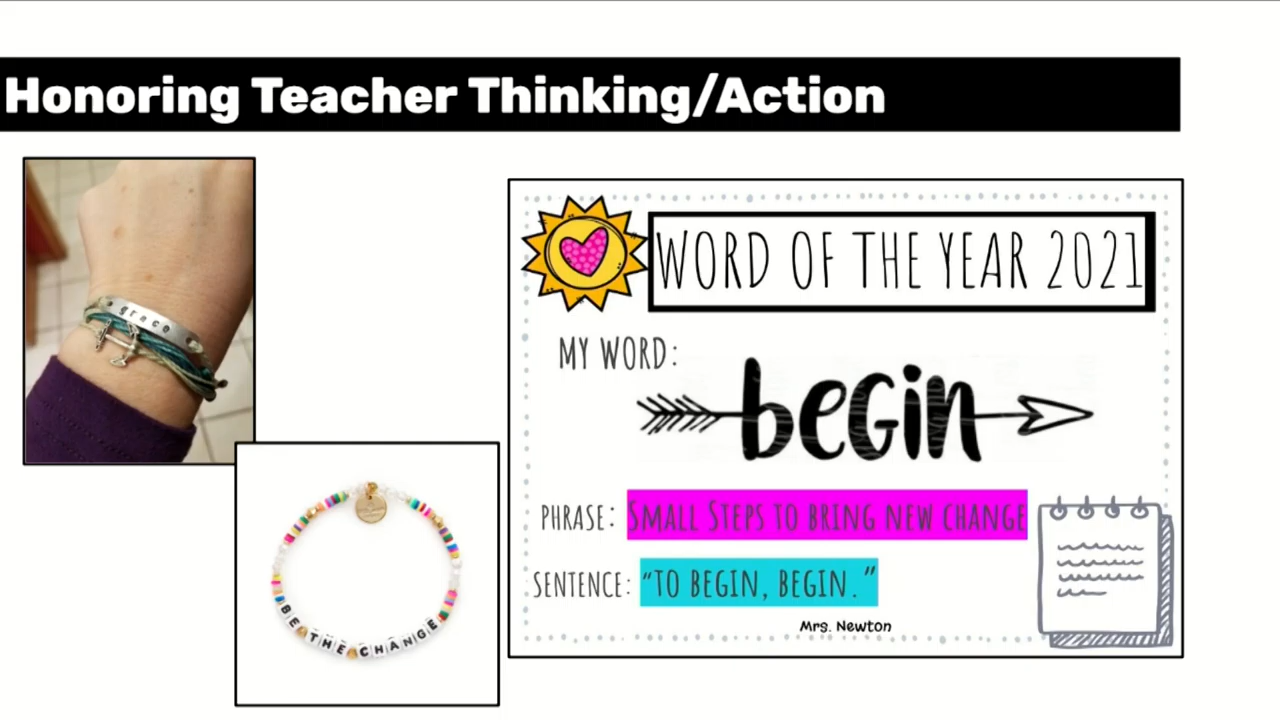 Honoring Teacher Thinking/Action
grace
BE THE CHANGE
WORD OF THE YEAR 2021
MY WORD:
beGin
PHRASE: SMALL STEPS TO BRING NEW CHANGE
SENTENCE: "TO BEGIN, BEGIN."
Mrs. Newton